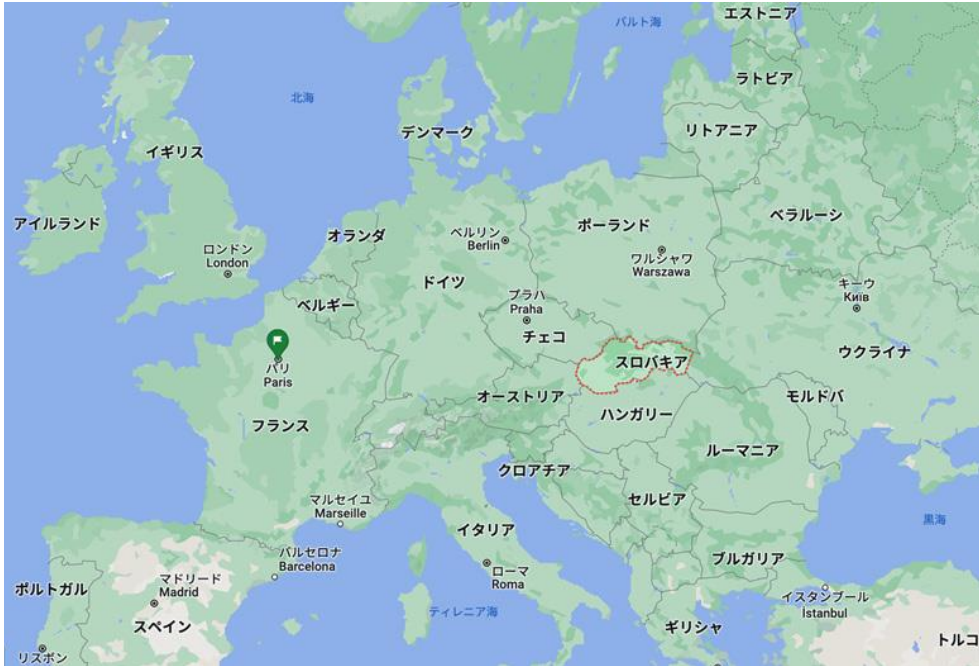 エストニア
バルト海
ラトビア
北海
デンマーク
リトアニア
イギリス
アイルランド
オランダ
ベルリン
Berlin
ポーランド
ベラルーシ
ロンドン
London
ワルシャワ
Warszawa
ドイツ
キーウ
Київ
ベルギー
プラハ
Praha
チェコ
パリ
Paris
スロバキア
ウクライナ
オーストリア
ハンガリー
モルドバ
フランス
ルーマニア
クロアチア
マルセイユ
Marseille
セルビア
イタリア
黒海
バルセロナ
Barcelona
ローマ
Roma
ブルガリア
ポルトガル
マドリード
Madrid
イスタンブール
İstanbul
ティレニア海
スペイン
ギリシャ
トルコ
リスボン